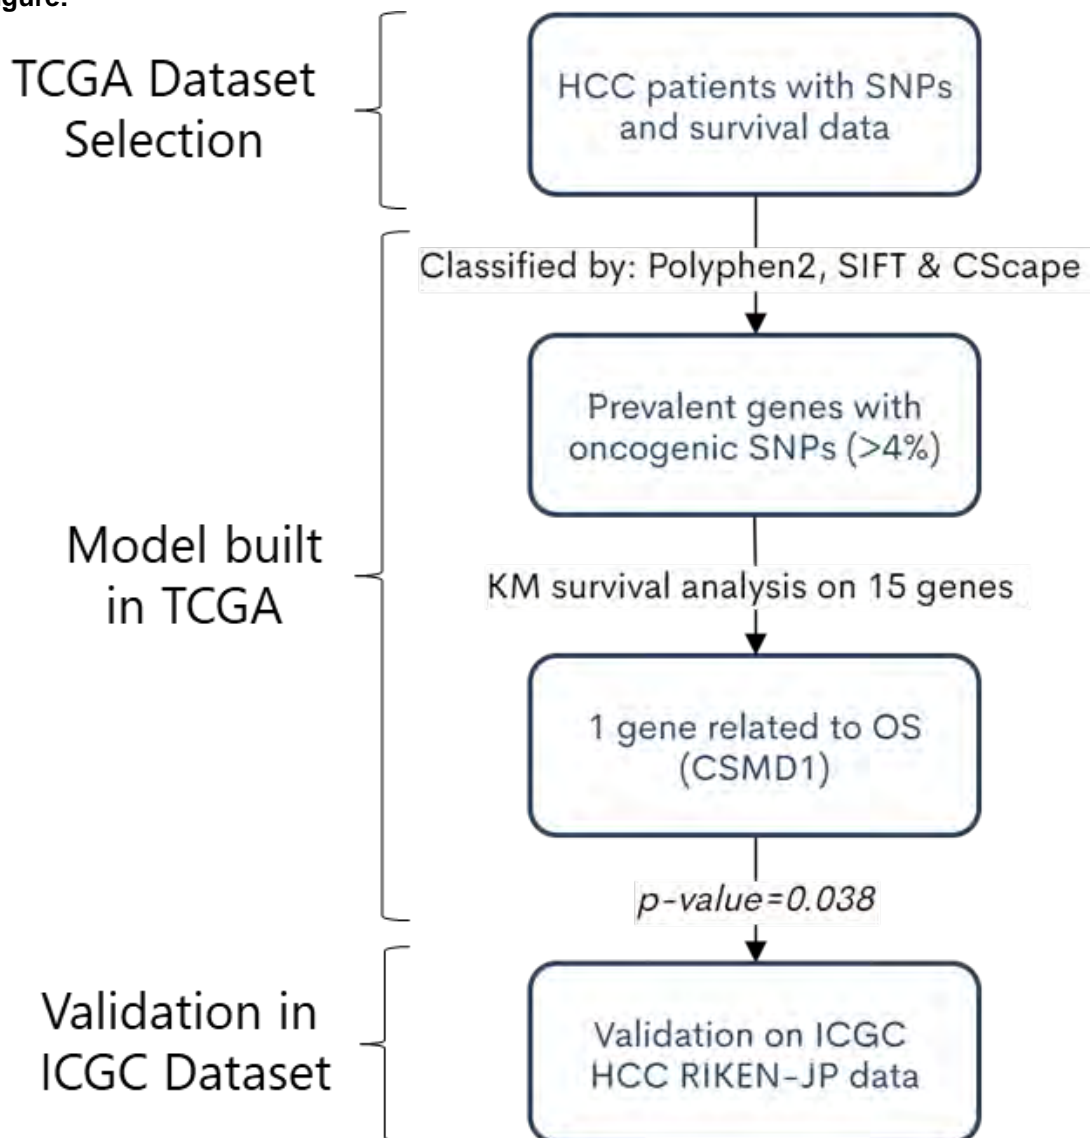 TCGA Dataset
Selection
HCC patients with SNPs
and survival data
Classified by: Polyphen2, SIFT & CScape
Prevalent genes with
oncogenic SNPs (>4%)
Model built
in TCGA
KM survival analysis on 15 genes
1 gene related to OS
(CSMD1)
p-value=0.038
Validation in
ICGC Dataset
Validation on ICGC
HCC RIKEN-JP data